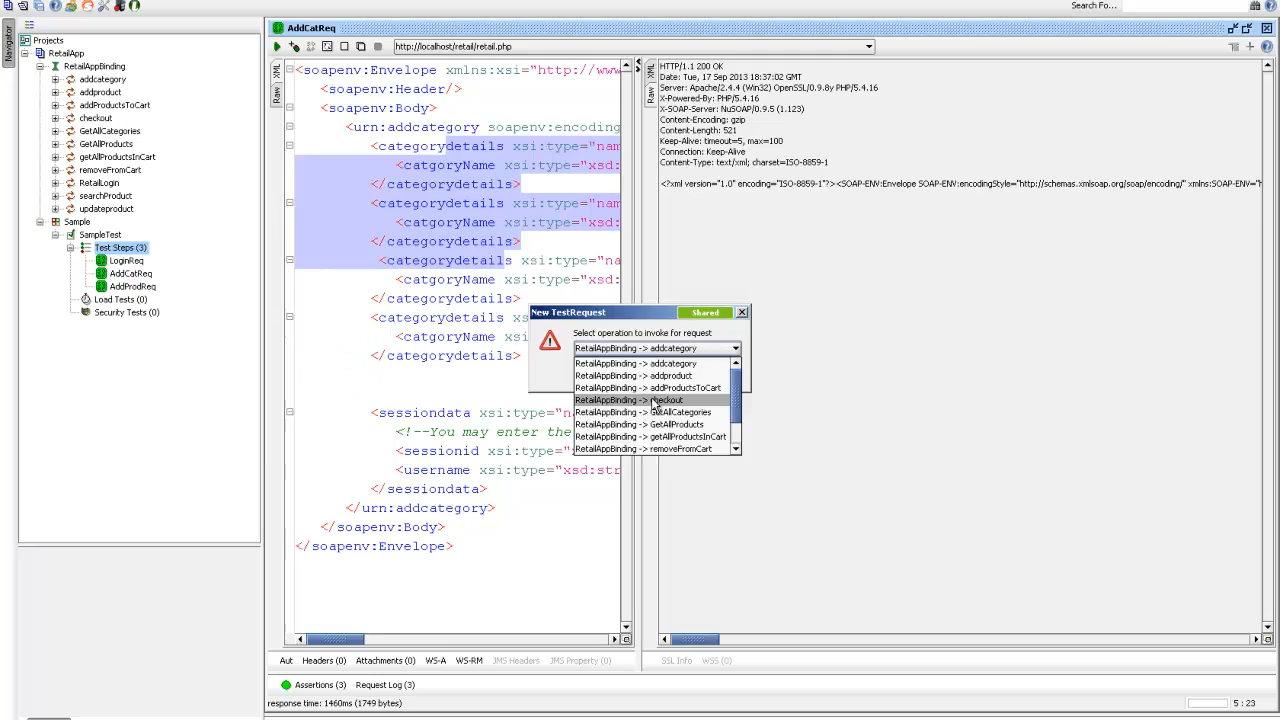 Search Fo...
Navigator
Projects
RetailApp
RetailAppBinding
addcategory
addproduct
addProductsToCart
checkout
GetAllCategories
GetAllProducts
getAllProductsInCart
removeFromCart
RetailLogin
searchProduct
updateproduct
Sample
SampleTest
Test Steps (3)
LoginReq
AddCatReq
AddProdReq
Load Tests (0)
Security Tests (0)
AddCatReq
http://localhost/retail/retail.php
XML
Raw
<soapenv:Envelope xmlns:xsi="http://www
<soapenv:Header/>
<soapenv:Body>
<urn:addcategory soapenv:encoding
<categorydetails xsi:type="nam
<catgoryName xsi:type="xsd:
</categorydetails>
<categorydetails xsi:type="nam
<catgoryName xsi:type="xsd:
</categorydetails>
<categorydetails xsi:type="na
<catgoryName xsi:type="xsd:
</categorydetails>
<categorydetails xsi:type=
<catgoryName xsi:type=
</categorydetails>
<sessiondata xsi:type="n
<!--You may enter the
<sessionid xsi:type=
<username xsi:type="xsd:str
</sessiondata>
</urn:addcategory>
</soapenv:Body>
</soapenv:Envelope>
XML
Raw
HTTP/1.1 200 OK
Date: Tue, 17 Sep 2013 18:37:02 GMT
Server: Apache/2.4.4 (Win32) OpenSSL/0.9.8y PHP/5.4.16
X-Powered-By: PHP/5.4.16
X-SOAP-Server: NuSOAP/0.9.5 (1.123)
Content-Encoding: gzip
Content-Length: 521
Keep-Alive: timeout=5, max=100
Connection: Keep-Alive
Content-Type: text/xml; charset=ISO-8859-1
<?xml version="1.0" encoding="ISO-8859-1"?><SOAP-ENV:Envelope SOAP-ENV:encodingStyle="http://schemas.xmlsoap.org/soap/encoding/" xmlns:SOAP-ENV="h
New TestRequest
Shared
Select operation to invoke for request
RetailAppBinding -> addcategory
RetailAppBinding -> addcategory
RetailAppBinding -> addproduct
RetailAppBinding -> addProductsToCart
RetailAppBinding -> checkout
RetailAppBinding -> GetAllCategories
RetailAppBinding -> GetAllProducts
RetailAppBinding -> getAllProductsInCart
RetailAppBinding -> removeFromCart
Aut Headers (0) Attachments (0) WS-A WS-RM JMS Headers JMS Property (0)
SSL Info WSS (0)
Assertions (3) Request Log (3)
response time: 1460ms (1749 bytes)
5 : 23